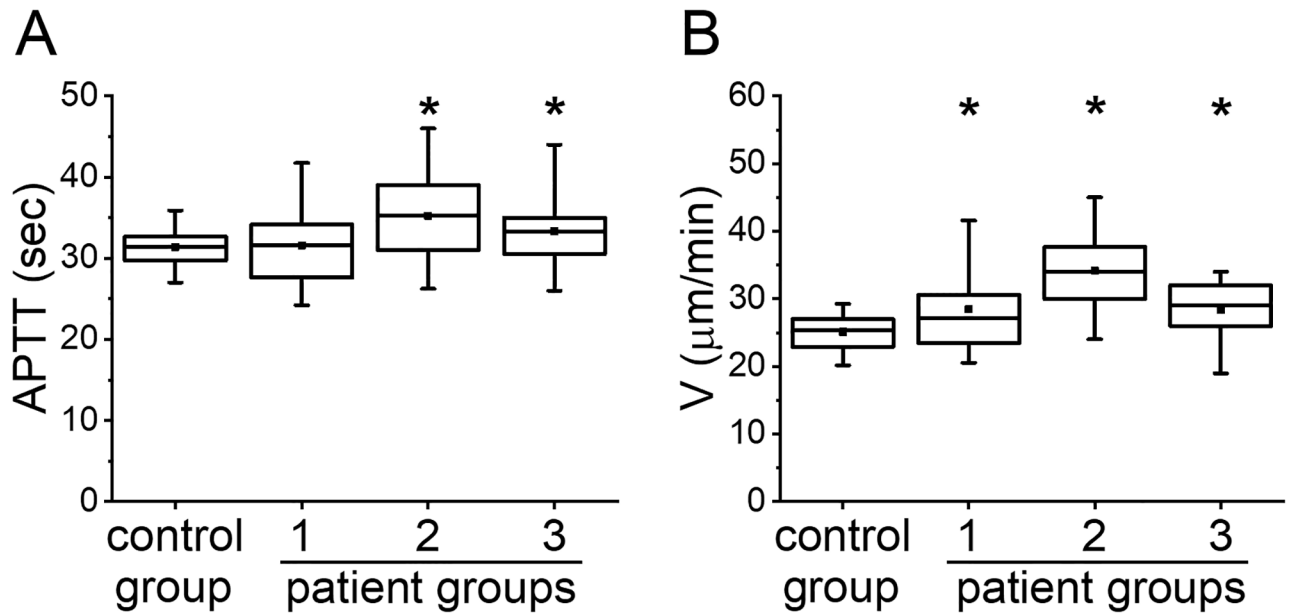 A
APTT (sec)
50
40
30
20
10
0
* *
control group
1 2 3
patient groups
B
V (μm/min)
60
50
40
30
20
10
0
* * *
control group
1 2 3
patient groups